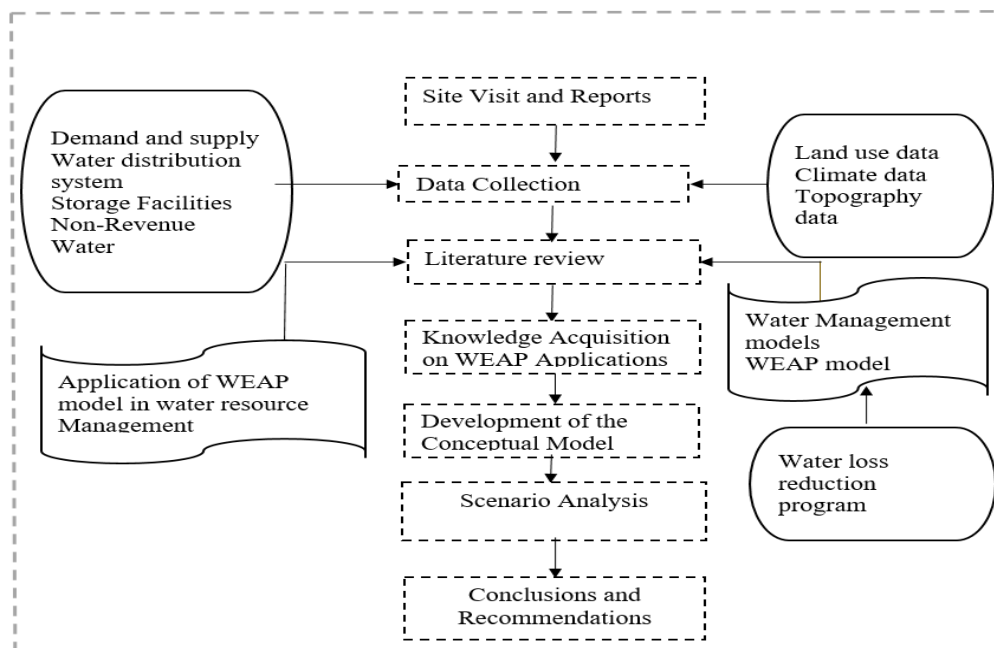 Site Visit and Reports
Demand and supply
Water distribution
system
Storage Facilities
Non-Revenue
Water
Data Collection
Land use data
Climate data
Topography
data
Literature review
Knowledge Acquisition
on WEAP Applications
Water Management
models
WEAP model
Application of WEAP
model in water resource
Management
Development of the
Conceptual Model
Water loss
reduction
program
Scenario Analysis
Conclusions and
Recommendations